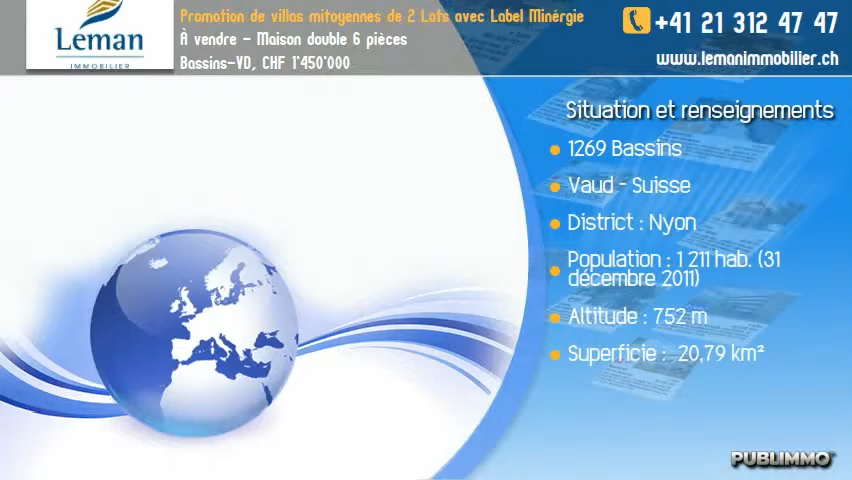 Leman
IMMOBILIER
Promotion de villas mitoyennes de 2 Lots avec Label Minérgie
À vendre - Maison double 6 pièces
Bassins-VD, CHF 1'450'000
+41 21 312 47 47
www.lemanimmobilier.ch
Situation et renseignements
1269 Bassins
Vaud - Suisse
District : Nyon
Population : 1 211 hab. (31
décembre 2011)
Altitude : 752 m
Superficie : 20,79 km²
PUBLIMMO